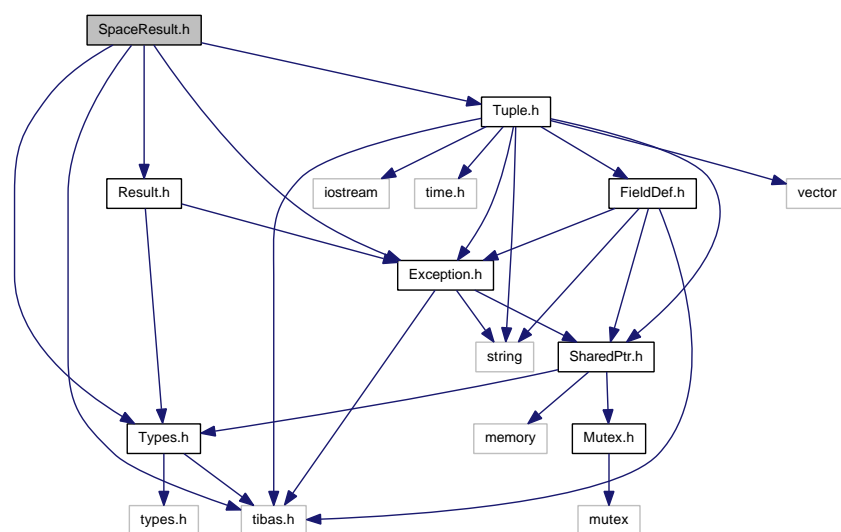 SpaceResult.h
Tuple.h
Result.h
iostream
time.h
FieldDef.h
vector
Exception.h
string
SharedPtr.h
Types.h
memory
Mutex.h
types.h
tibas.h
mutex